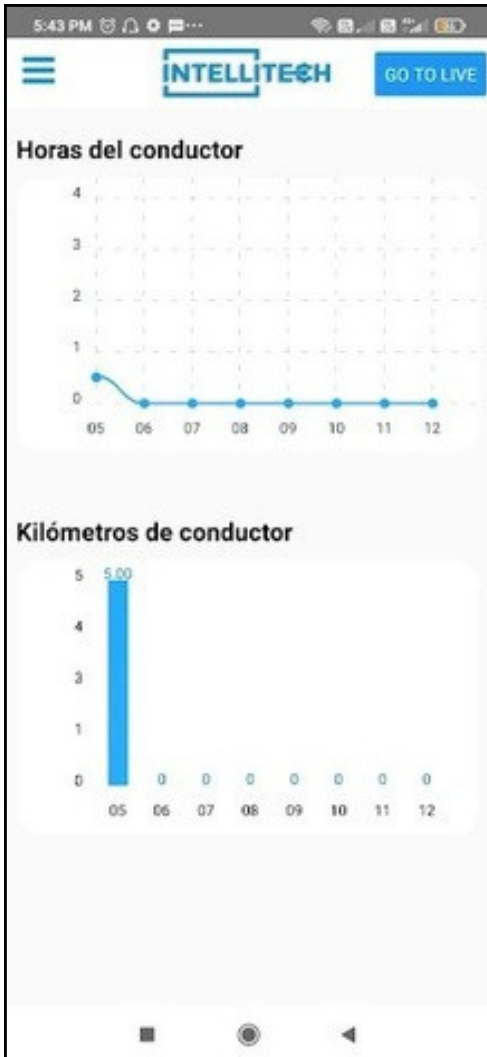 5:43 PM
INTELLITECH
GO TO LIVE
Horas del conductor
4
3
2
1
0
05 06 07 08 09 10 11 12
Kilómetros de conductor
5 5.00
4
3
1
0 0 0 0 0 0 0 0
05 06 07 08 09 10 11 12